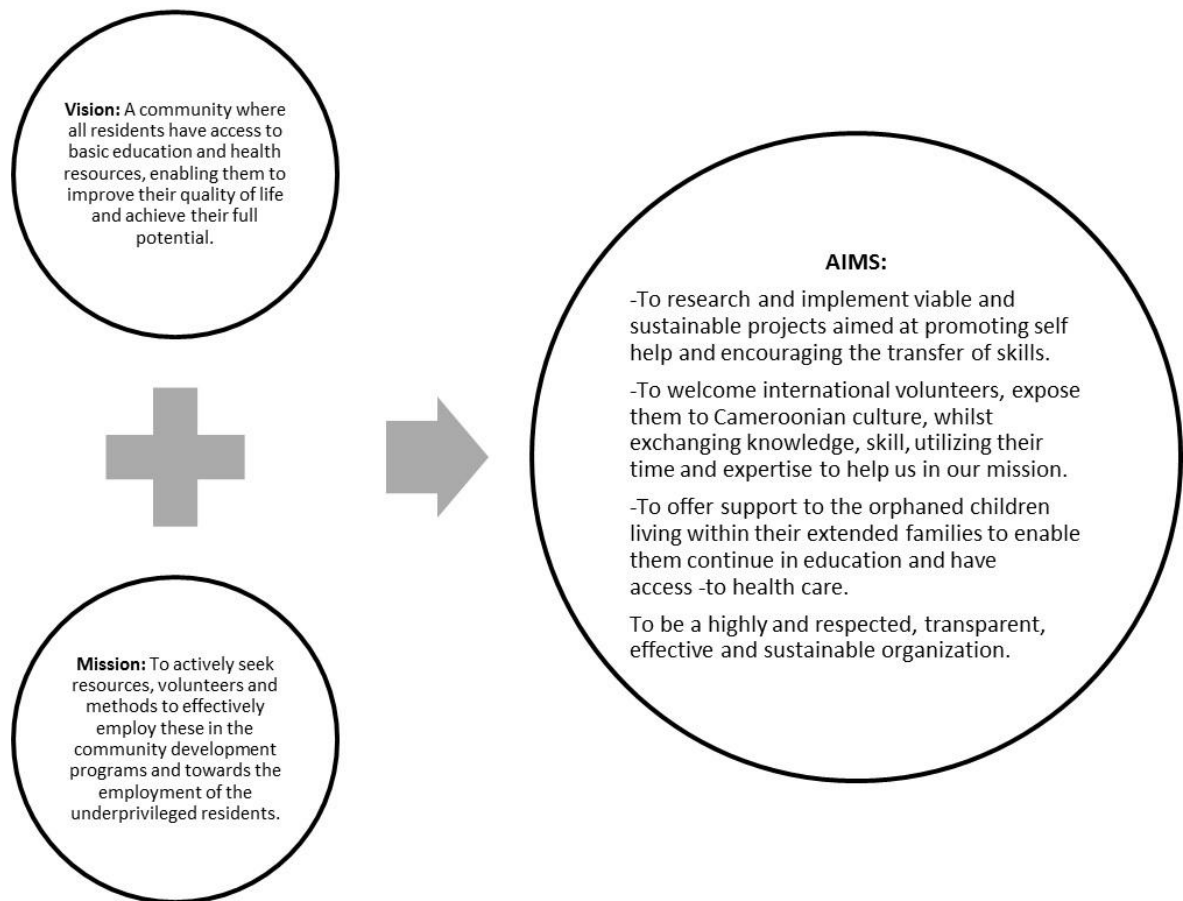 Vision: A community where
all residents have access to
basic education and health
resources, enabling them to
improve their quality of life
and achieve their full
potential.
Mission: To actively seek
resources, volunteers and
methods to effectively
employ these in the
community development
programs and towards the
employment of the
underprivileged residents.
AIMS:
-To research and implement viable and
sustainable projects aimed at promoting self
help and encouraging the transfer of skills.
-To welcome international volunteers, expose
them to Cameroonian culture, whilst
exchanging knowledge, skill, utilizing their
time and expertise to help us in our mission.
-To offer support to the orphaned children
living within their extended families to enable
them continue in education and have
access -to health care.
To be a highly and respected, transparent,
effective and sustainable organization.